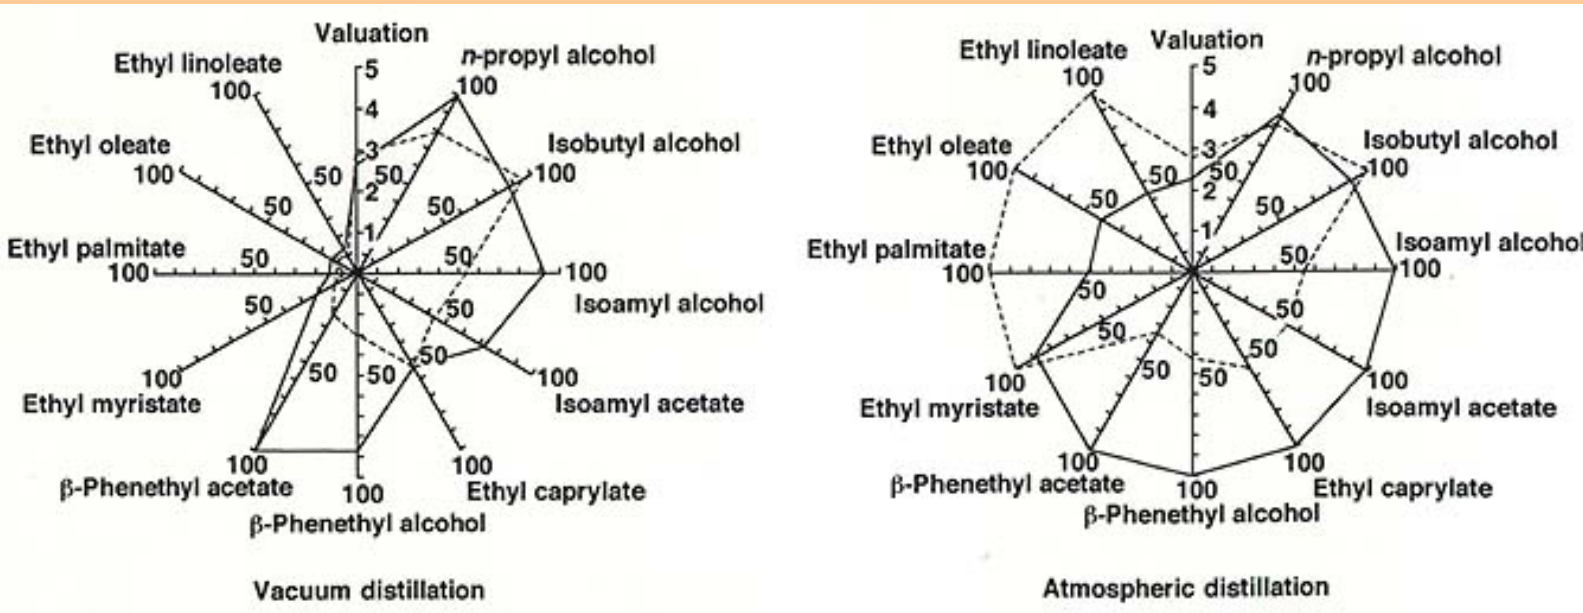 Valuation
5
4
3
2
1
n-propyl alcohol
100
50
Isobutyl alcohol
100
50
Isoamyl alcohol
100
50
Isoamyl acetate
100
50
Ethyl caprylate
100
50
β-Phenethyl alcohol
100
50
β-Phenethyl acetate
100
50
Ethyl myristate
100
50
Ethyl palmitate
100
50
Ethyl oleate
100
50
Ethyl linoleate
100
50
Vacuum distillation
Valuation
5
4
3
2
1
n-propyl alcohol
100
50
Isobutyl alcohol
100
50
Isoamyl alcohol
100
50
Isoamyl acetate
100
50
Ethyl caprylate
100
50
β-Phenethyl alcohol
100
50
β-Phenethyl acetate
100
50
Ethyl myristate
100
50
Ethyl palmitate
100
50
Ethyl oleate
100
50
Ethyl linoleate
100
50
Atmospheric distillation